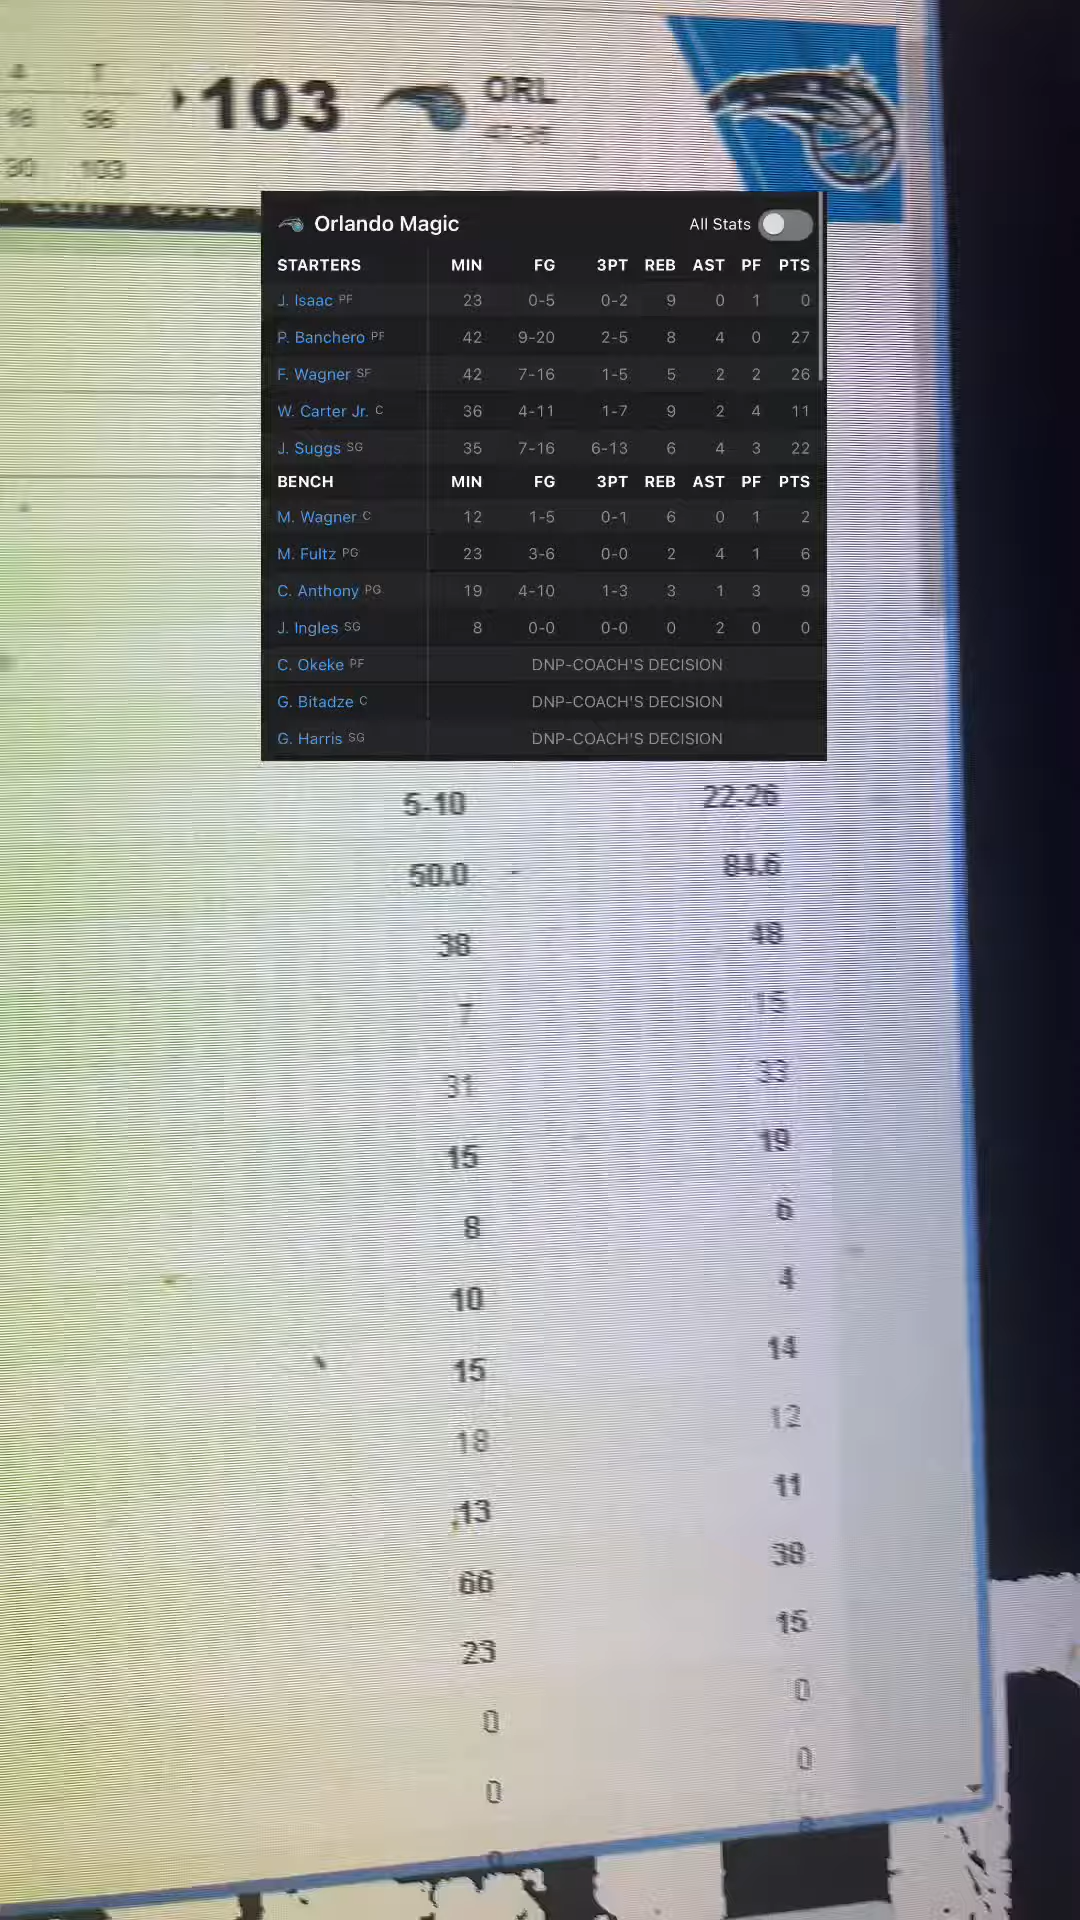 4 T
18 96 103 ORL
30 103 47-35
Orlando Magic All Stats
STARTERS MIN FG 3PT REB AST PF PTS
J. Isaac PF 23 0-5 0-2 9 0 1 0
P. Banchero PF 42 9-20 2-5 8 4 0 27
F. Wagner SF 42 7-16 1-5 5 2 2 26
W. Carter Jr. C 36 4-11 1-7 9 2 4 11
J. Suggs SG 35 7-16 6-13 6 4 3 22
BENCH MIN FG 3PT REB AST PF PTS
M. Wagner C 12 1-5 0-1 6 0 1 2
M. Fultz PG 23 3-6 0-0 2 4 1 6
C. Anthony PG 19 4-10 1-3 3 1 3 9
J. Ingles SG 8 0-0 0-0 0 2 0 0
C. Okeke PF DNP-COACH'S DECISION
G. Bitadze C DNP-COACH'S DECISION
G. Harris SG DNP-COACH'S DECISION
5-10 22-26
50.0 84.6
38 48
7 15
31 33
15 19
8 6
10 4
15 14
18 12
13 11
66 38
23 15
0 0
0 0